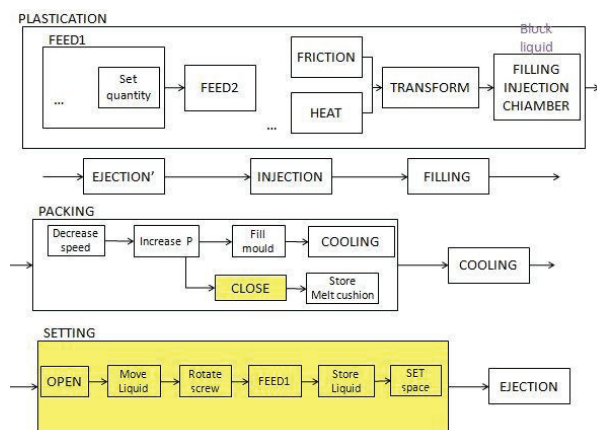 PLASTICATION
Block
liquid
FEED1
...
Set
quantity
FEED2
...
FRICTION
HEAT
TRANSFORM
FILLING
INJECTION
CHIAMBER
EJECTION’
INJECTION
FILLING
PACKING
Decrease
speed
Increase P
Fill
mould
COOLING
CLOSE
Store
Melt cushion
COOLING
SETTING
OPEN
Move
Liquid
Rotate
screw
FEED1
Store
Liquid
SET
space
EJECTION